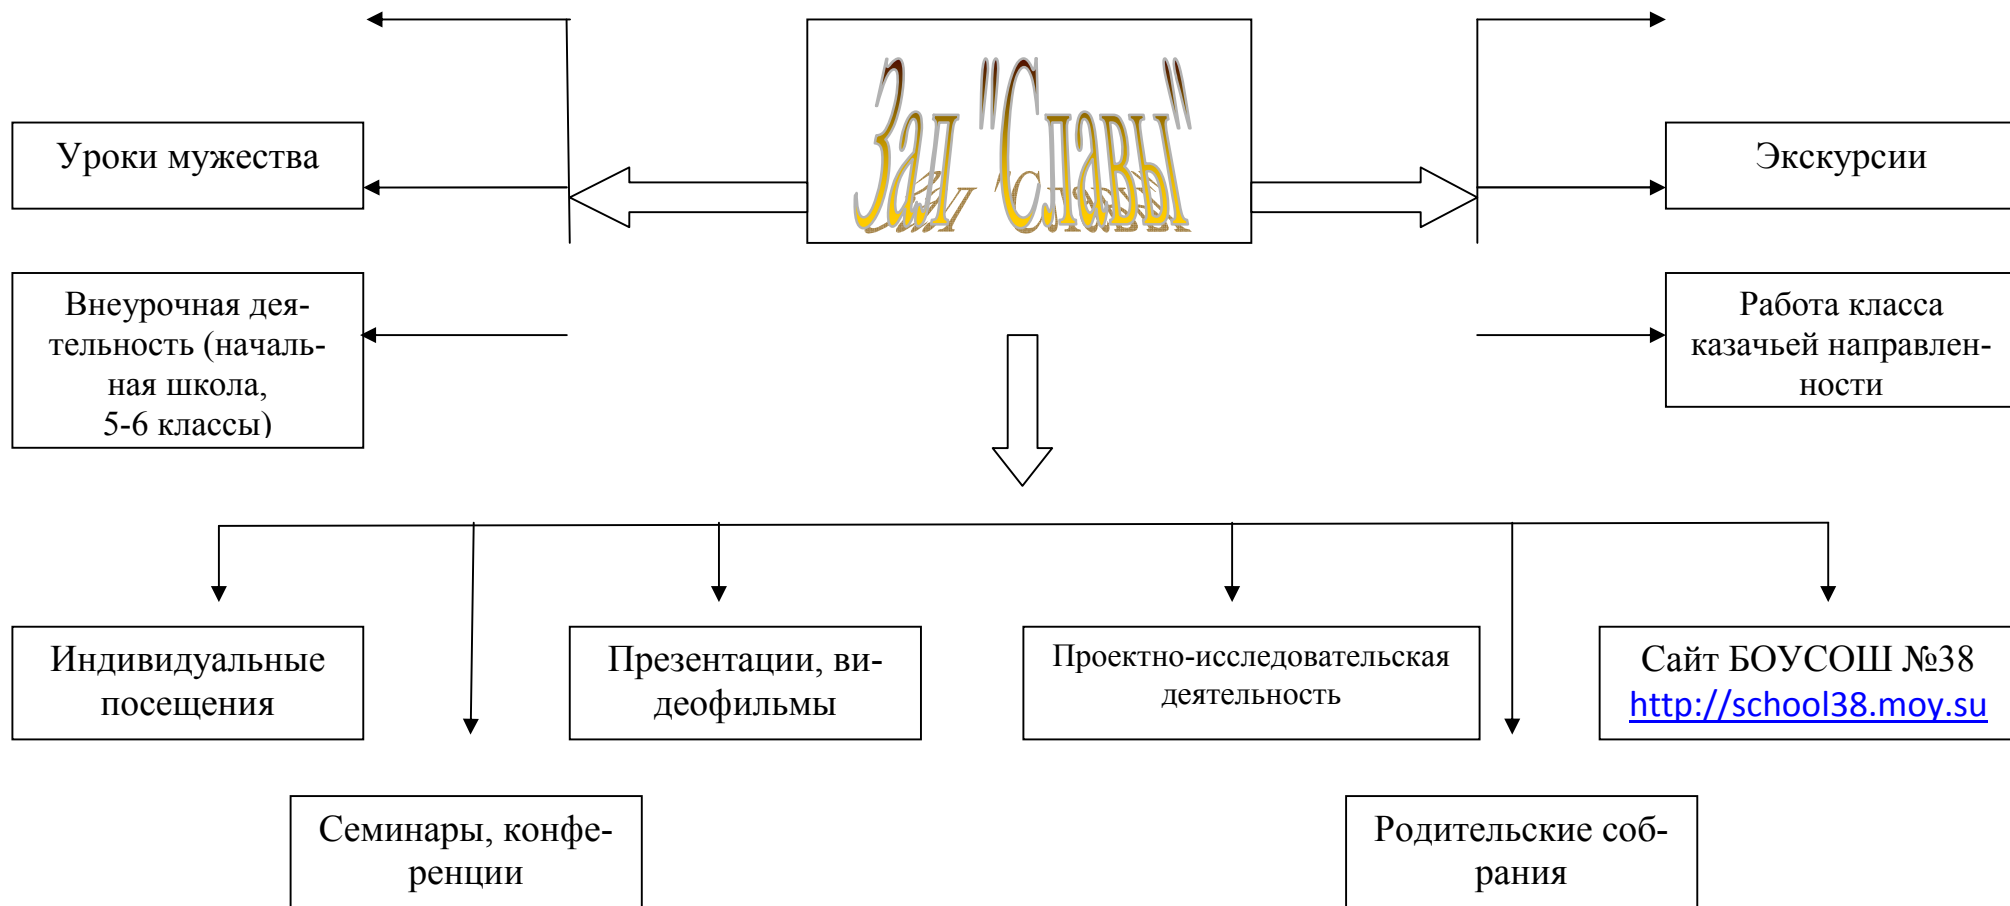 Зал "Славы"
Уроки мужества
Экскурсии
Внеурочная дея-
тельность (началь-
ная школа,
5-6 классы)
Работа класса
казачьей направлен-
ности
Индивидуальные
посещения
Презентации, ви-
деофильмы
Проектно-исследовательская
деятельность
Сайт БОУСОШ №38
http://school38.moy.su
Семинары, конфе-
ренции
Родительские соб-
рания